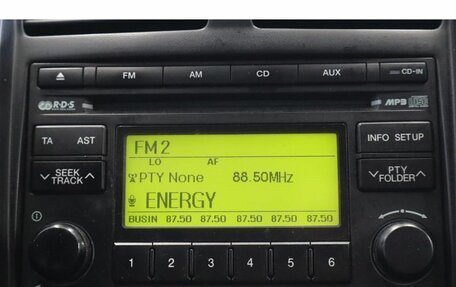 FM AM CD AUX CD-IN
R·D·S MP3
TA AST INFO SETUP
SEEK PTY
TRACK FOLDER
FM2
LO AF
PTY None 88.50MHz
ENERGY
BUSIN 87.50 87.50 87.50 87.50 87.50
1 2 3 4 5 6